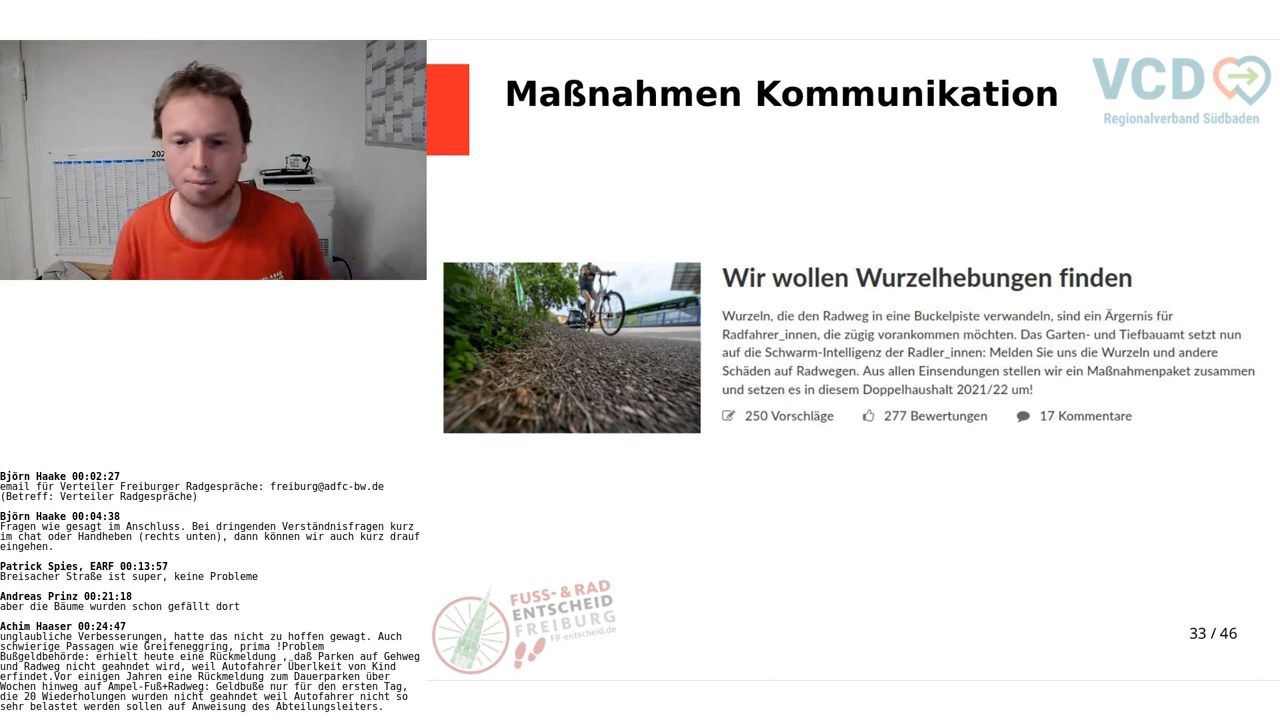 Maßnahmen Kommunikation
VCD
Regionalverband Südbaden
Wir wollen Wurzelhebungen finden
Wurzeln, die den Radweg in eine Buckelpiste verwandeln, sind ein Ärgernis für
Radfahrer_innen, die zügig vorankommen möchten. Das Garten- und Tiefbauamt setzt nun
auf die Schwarm-Intelligenz der Radler_innen: Melden Sie uns die Wurzeln und andere
Schäden auf Radwegen. Aus allen Einsendungen stellen wir ein Maßnahmenpaket zusammen
und setzen es in diesem Doppelhaushalt 2021/22 um!
250 Vorschläge 277 Bewertungen 17 Kommentare
Björn Haake 00:02:27
email für Verteiler Freiburger Radgespräche: freiburg@adfc-bw.de
(Betreff: Verteiler Radgespräche)
Björn Haake 00:04:38
Fragen wie gesagt im Anschluss. Bei dringenden Verständnisfragen kurz
im chat oder Handheben (rechts unten), dann können wir auch kurz drauf
eingehen.
Patrick Spies, EARF 00:13:57
Breisacher Straße ist super, keine Probleme
Andreas Prinz 00:21:18
aber die Bäume wurden schon gefällt dort
Achim Haaser 00:24:47
unglaubliche Verbesserungen, hatte das nicht zu hoffen gewagt. Auch
schwierige Passagen wie Greifeneggring, prima !Problem
Bußgeldbehörde: erhielt heute eine Rückmeldung ,_daß Parken auf Gehweg
und Radweg nicht geahndet wird, weil Autofahrer Überlkeit von Kind
erfindet.Vor einigen Jahren eine Rückmeldung zum Dauerparken über
Wochen hinweg auf Ampel-Fuß+Radweg: Geldbuße nur für den ersten Tag,
die 20 Wiederholungen wurden nicht geahndet weil Autofahrer nicht so
sehr belastet werden sollen auf Anweisung des Abteilungsleiters.
FUSS- & RAD
ENTSCHEID
FREIBURG
FR-entscheid.de
33 / 46